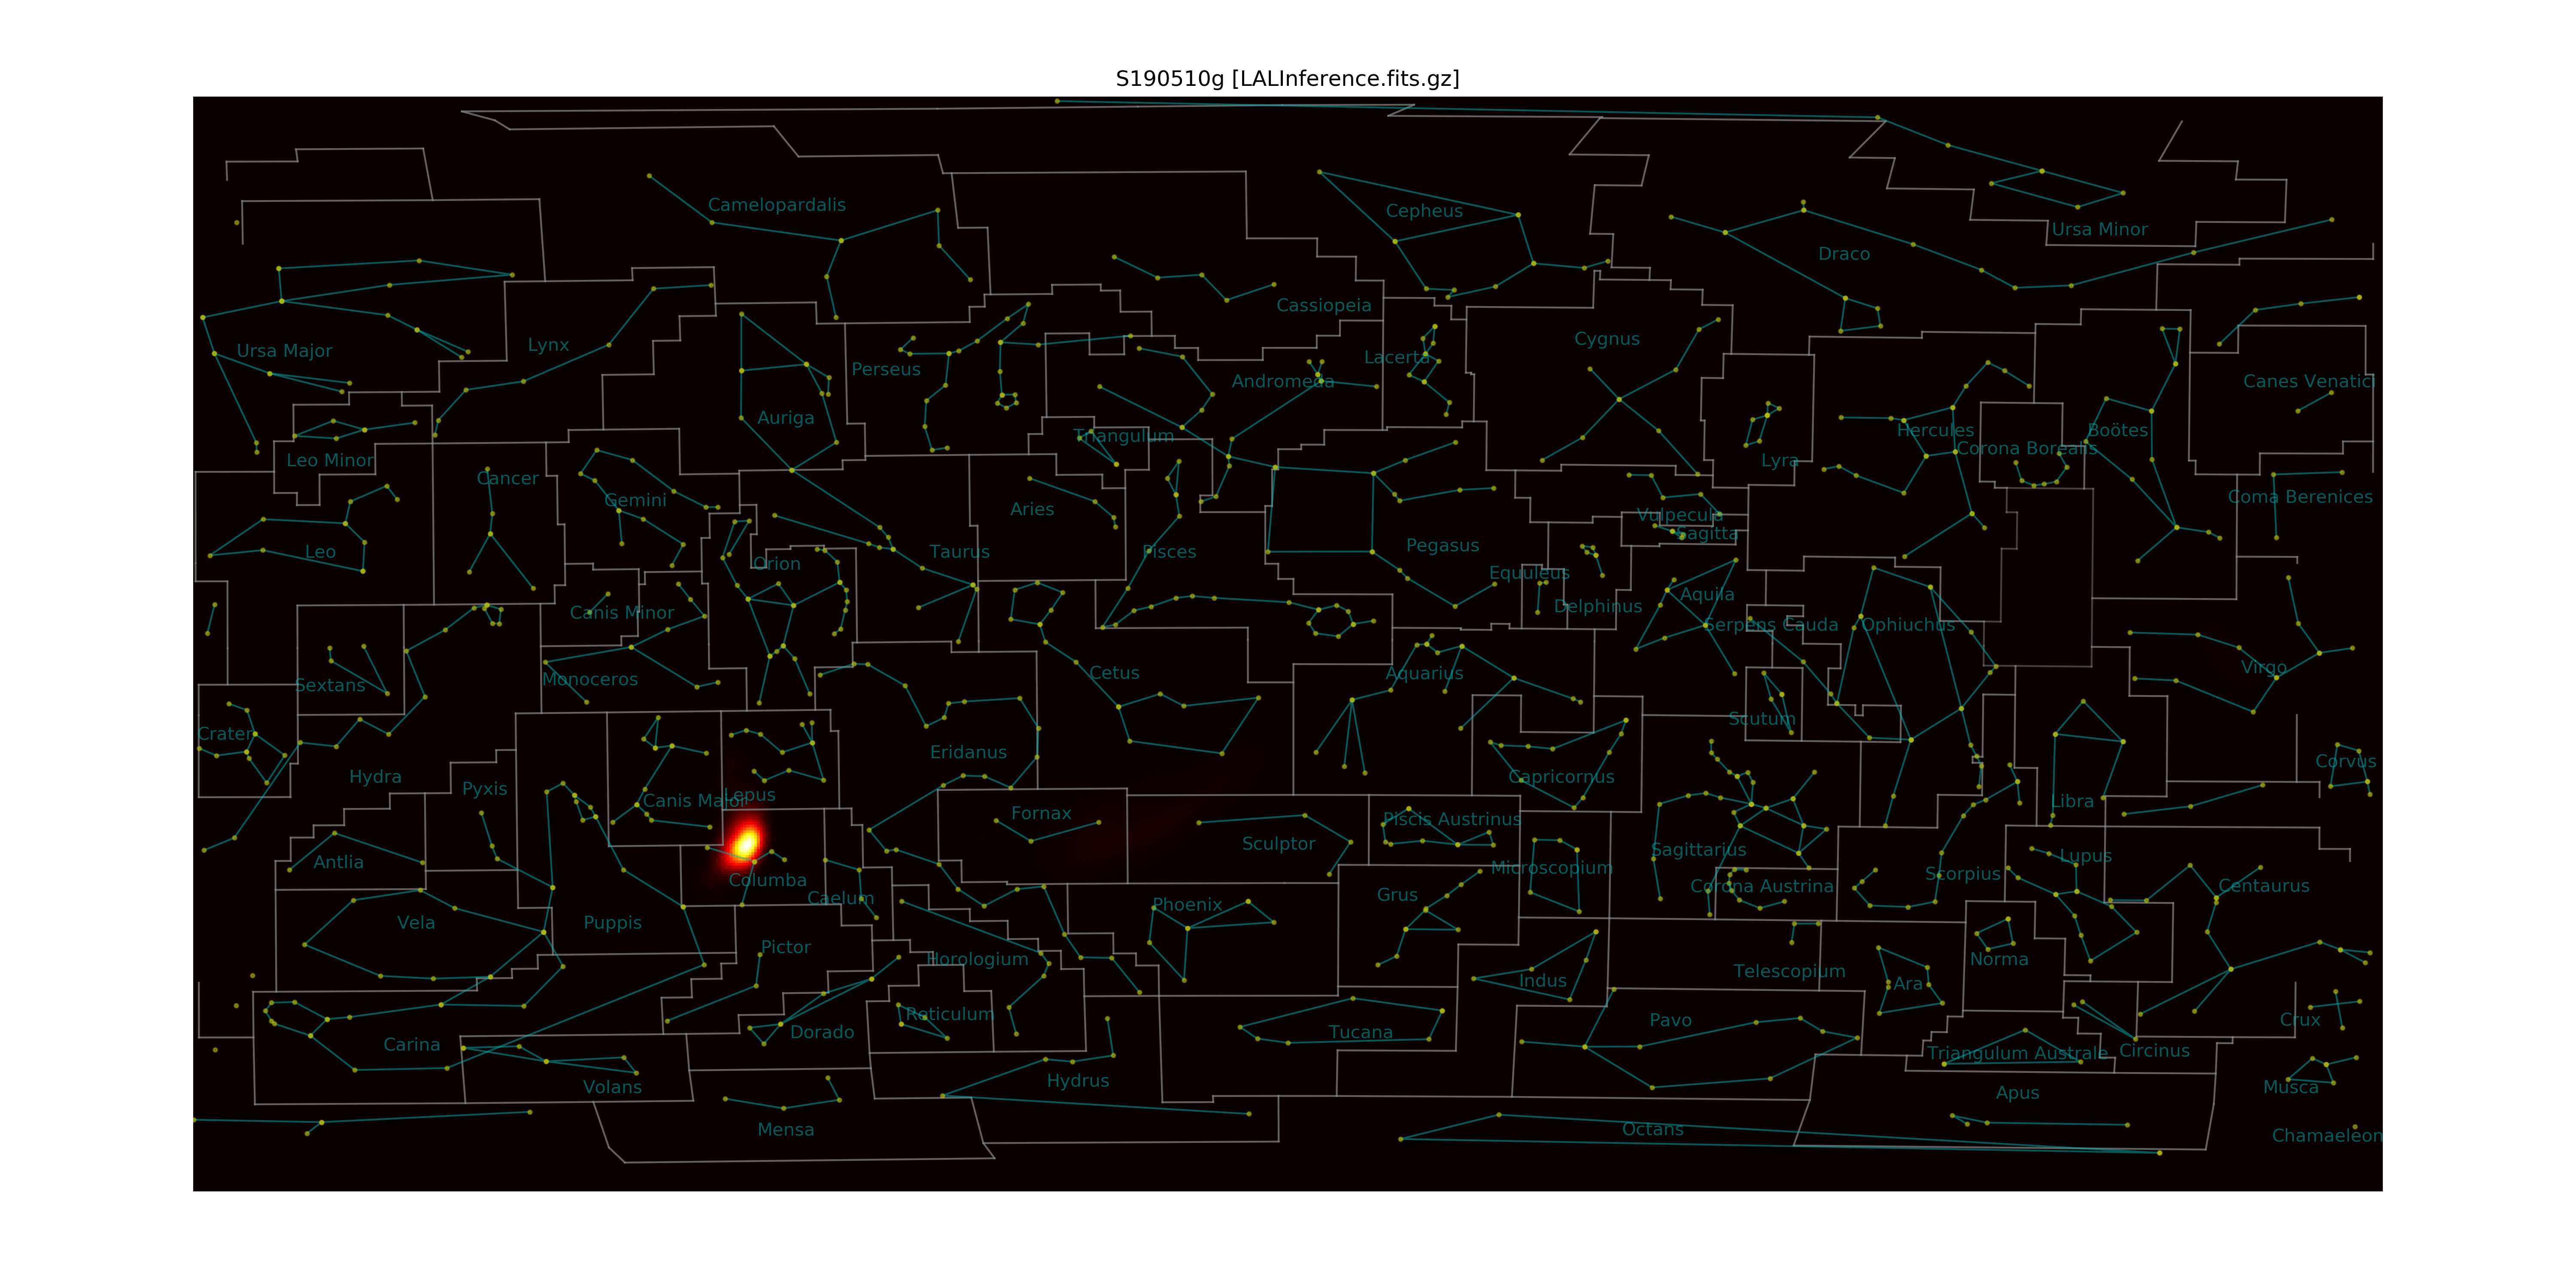 S190510g [LALInference.fits.gz]
Camelopardalis
Cepheus
Ursa Minor
Draco
Cassiopeia
Cygnus
Lynx
Ursa Major
Lacerta
Perseus
Andromeda
Canes Venatici
Auriga
Triangulum
Hercules
Boötes
Corona Borealis
Leo Minor
Lyra
Cancer
Gemini
Coma Berenices
Aries
Vulpecula
Sagitta
Pegasus
Leo
Taurus
Pisces
Orion
Equuleus
Aquila
Delphinus
Canis Minor
Serpens Cauda
Ophiuchus
Virgo
Cetus
Aquarius
Monoceros
Sextans
Scutum
Crater
Eridanus
Corvus
Hydra
Capricornus
Pyxis
Lepus
Canis Major
Libra
Fornax
Piscis Austrinus
Sculptor
Sagittarius
Lupus
Antlia
Microscopium
Scorpius
Columba
Corona Austrina
Centaurus
Grus
Caelum
Phoenix
Vela
Puppis
Pictor
Horologium
Norma
Telescopium
Indus
Ara
Reticulum
Pavo
Crux
Dorado
Tucana
Carina
Circinus
Triangulum Australe
Hydrus
Volans
Musca
Apus
Mensa
Octans
Chamaeleon